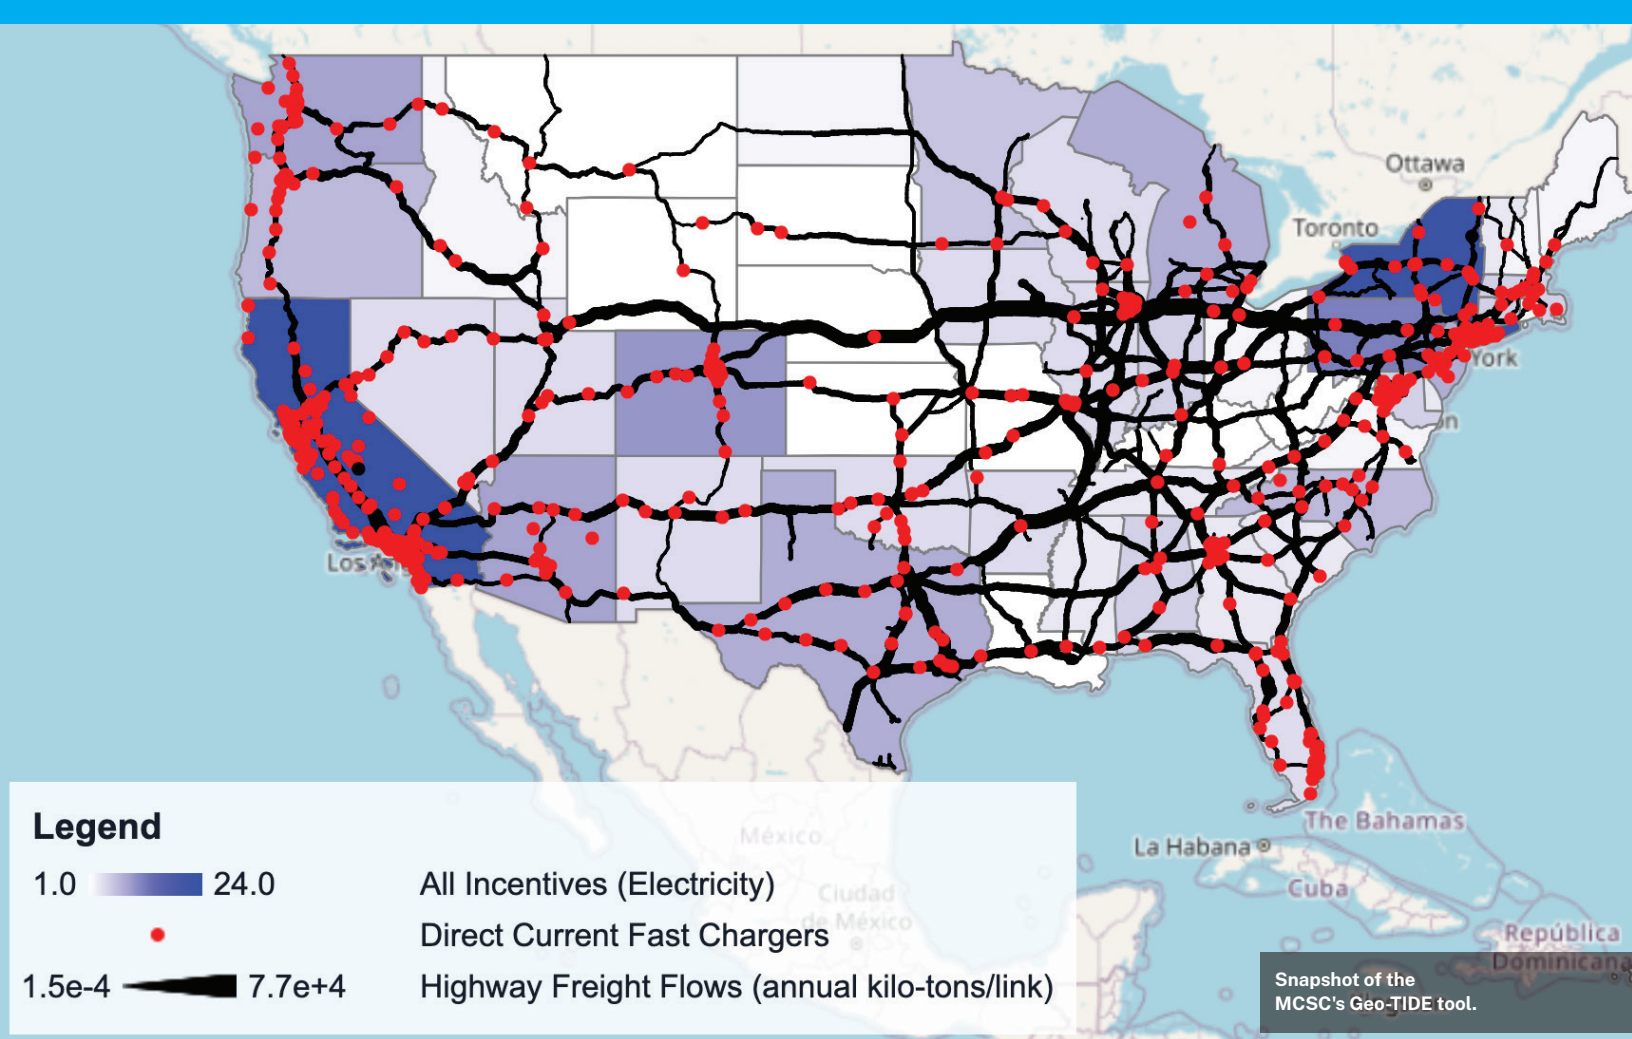 Ottawa
Toronto
York
on
Los Ang
Legend
1.0
24.0
All Incentives (Electricity)
Direct Current Fast Chargers
1.5e-4
7.7e+4
Highway Freight Flows (annual kilo-tons/link)
México
Ciudad
de México
The Bahamas
La Habana
Cuba
República
Dominicana
Snapshot of the
MCSC's Geo-TIDE tool.